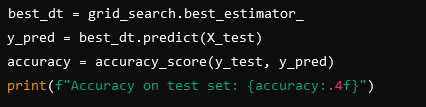 best_dt = grid_search.best_estimator_
y_pred = best_dt.predict(X_test)
accuracy = accuracy_score(y_test, y_pred)
print(f"Accuracy on test set: {accuracy:.4f}")